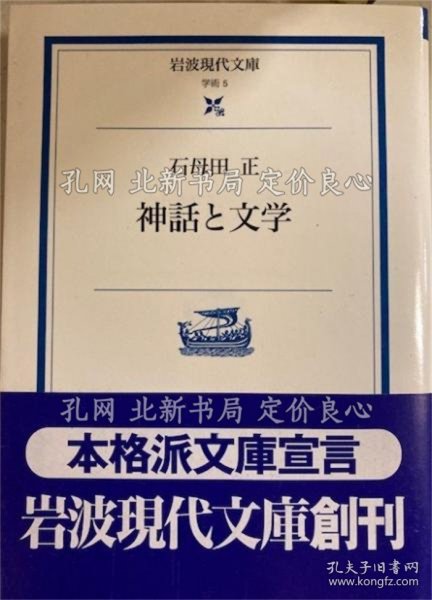 岩波現代文庫
学術 5
石母田 正
孔网 北新书局 定价良心
神話と文学
孔网 北新书局 定价良心
本格派文庫宣言
岩波現代文庫創刊
孔夫子旧书网
www.kongfz.com